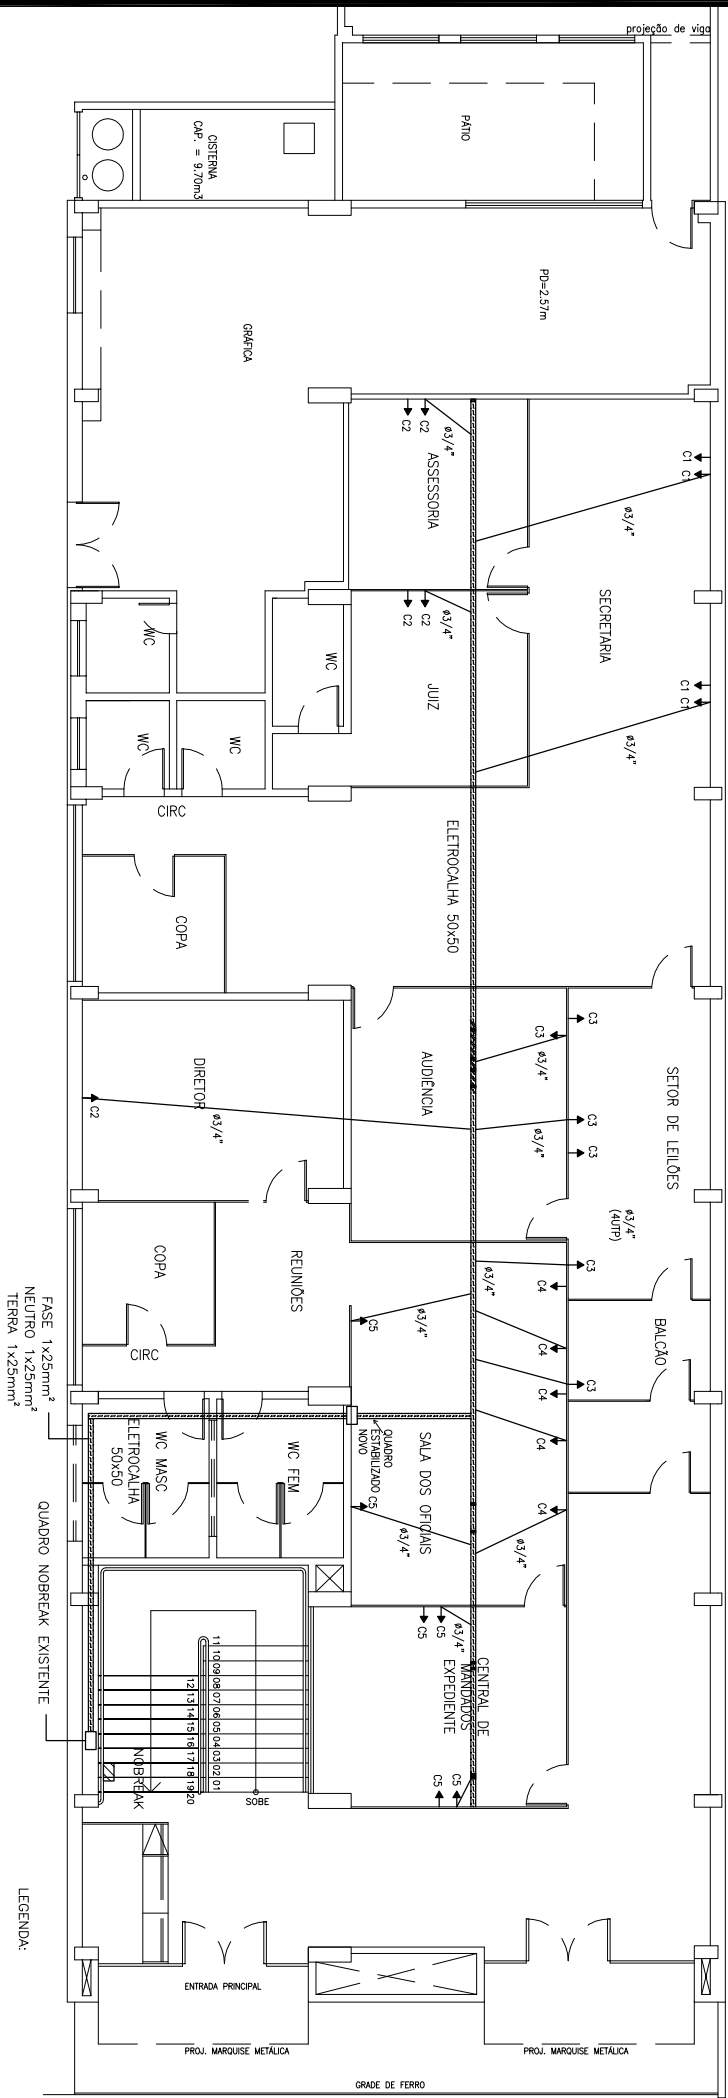 projeção de viga
PÁTIO
CISTERNA
CAP. = 9.70m3
PD=2.57m
GRÁFICA
C2
C2
ø3/4"
ASSESSORIA
C1
C1
ø3/4"
SECRETARIA
C2
C2
ø3/4"
JUIZ
C1
C1
ø3/4"
WC
WC
WC
WC
CIRC
COPA
ELETROCALHA 50x50
C3
C3
ø3/4"
SETOR DE LEILÕES
AUDIÊNCIA
DIRETOR
C2
ø3/4"
C3
C3
ø3/4"
ø3/4"
(4UTP)
C3
C4
ø3/4"
REUNIÕES
COPA
CIRC
C5
ø3/4"
BALCÃO
C4
C3
C4
C4
FASE 1x25mm²
NEUTRO 1x25mm²
TERRA 1x25mm²
WC MASC
ELETROCALHA
50x50
WC FEM
QUADRO
ESTABILIZADO
NOVO
C5
SALA DOS OFICIAIS
ø3/4"
C4
ø3/4"
QUADRO NOBREAK EXISTENTE
C5
C5
ø3/4"
CENTRAL DE
MANDADOS
EXPEDIENTE
C5
C5
11
10
09
08
07
06
05
04
03
02
01
12
13
14
15
16
17
18
19
20
NOBREAK
SOBE
LEGENDA:
ENTRADA PRINCIPAL
PROJ. MARQUISE METÁLICA
PROJ. MARQUISE METÁLICA
GRADE DE FERRO